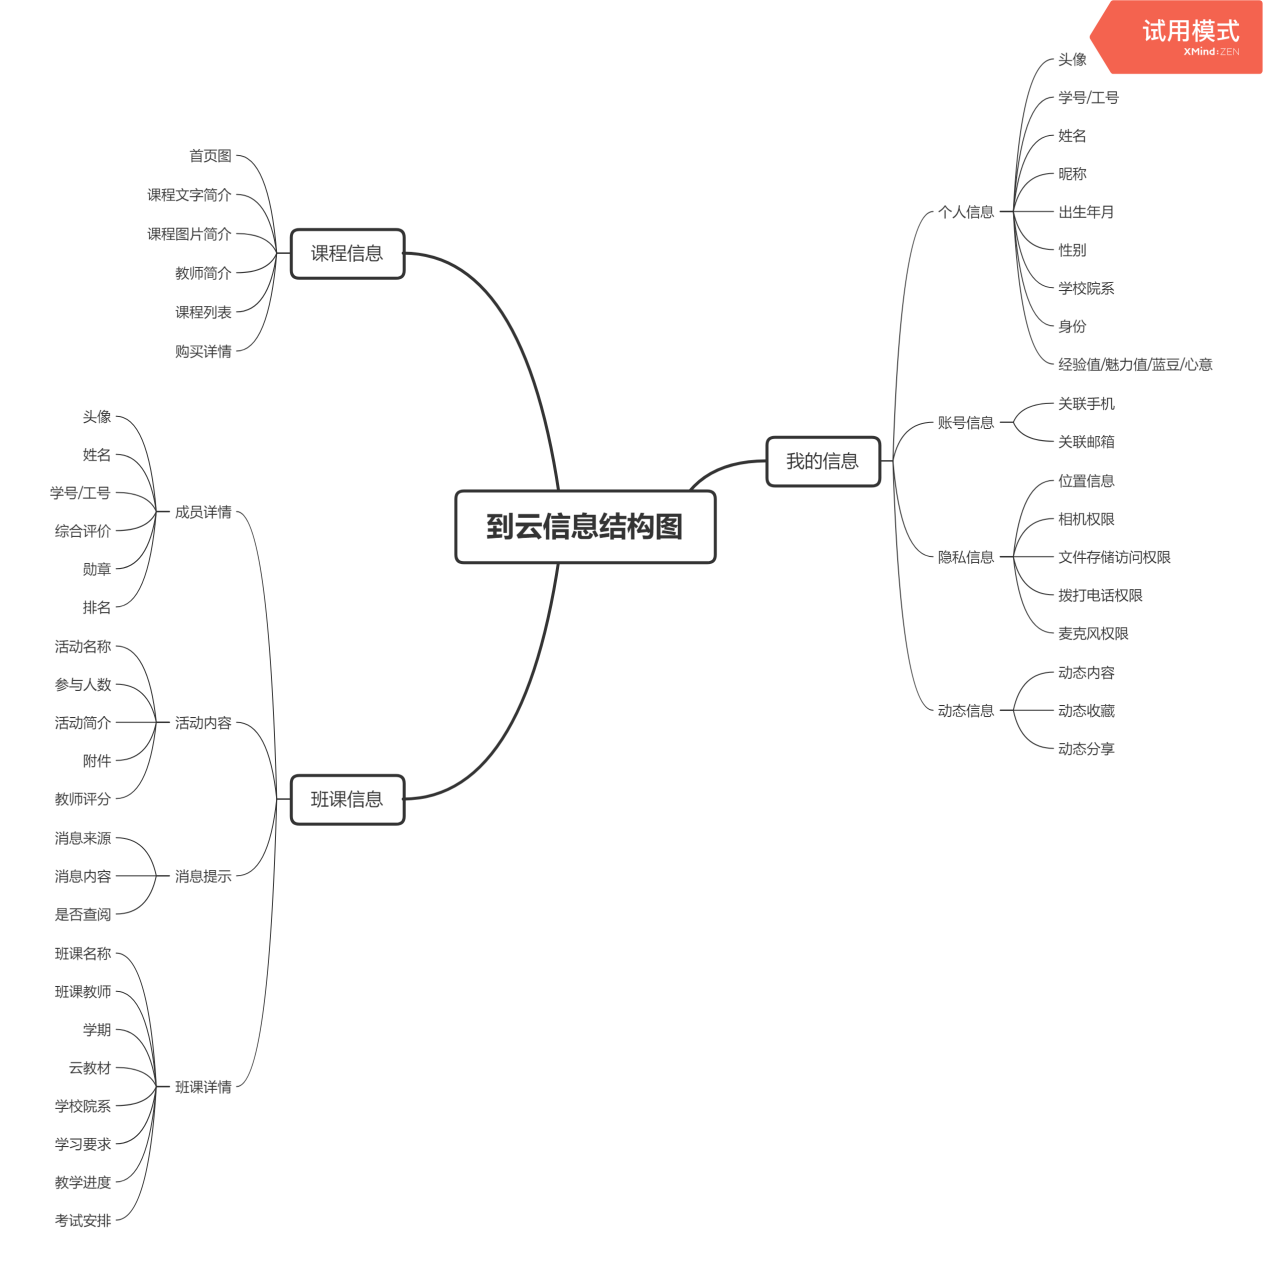 试用模式
XMind:ZEN
到云信息结构图
我的信息
个人信息
头像
学号/工号
姓名
昵称
出生年月
性别
学校院系
身份
经验值/魅力值/蓝豆/心意
账号信息
关联手机
关联邮箱
隐私信息
位置信息
相机权限
文件存储访问权限
拨打电话权限
麦克风权限
动态信息
动态内容
动态收藏
动态分享
课程信息
首页图
课程文字简介
课程图片简介
教师简介
课程列表
购买详情
班课信息
成员详情
头像
姓名
学号/工号
综合评价
勋章
排名
活动内容
活动名称
参与人数
活动简介
附件
教师评分
消息提示
消息来源
消息内容
是否查阅
班课详情
班课名称
班课教师
学期
云教材
学校院系
学习要求
教学进度
考试安排